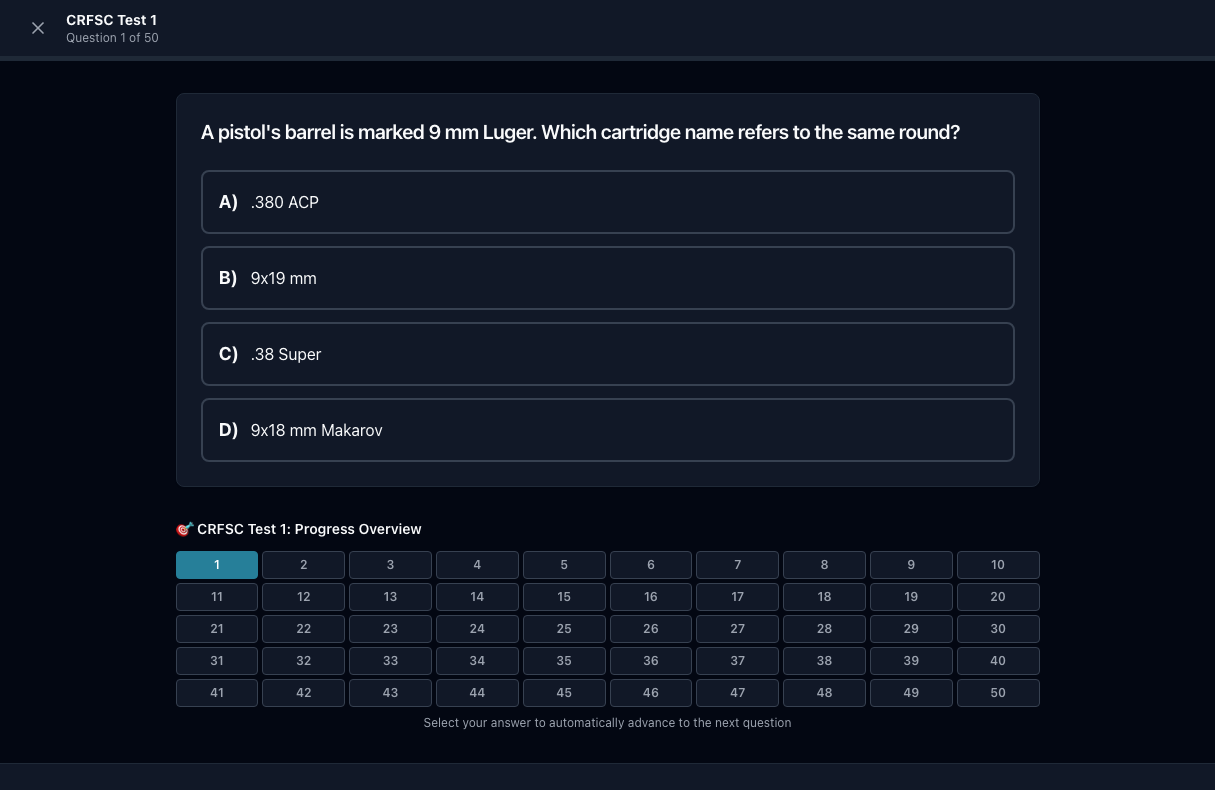 CRFSC Test 1
Question 1 of 50
A pistol's barrel is marked 9 mm Luger. Which cartridge name refers to the same round?
A) .380 ACP
B) 9x19 mm
C) .38 Super
D) 9x18 mm Makarov
CRFSC Test 1: Progress Overview
1 2 3 4 5 6 7 8 9 10
11 12 13 14 15 16 17 18 19 20
21 22 23 24 25 26 27 28 29 30
31 32 33 34 35 36 37 38 39 40
41 42 43 44 45 46 47 48 49 50
Select your answer to automatically advance to the next question